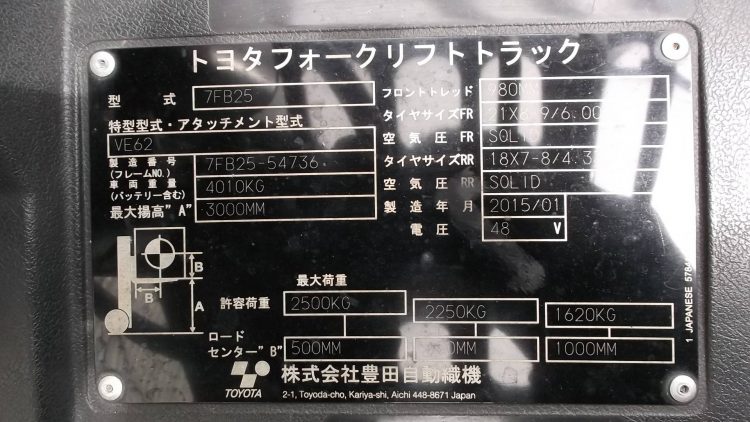 トヨタフォークリフトトラック
型式 7FB25
フロントトレッド
特型型式・アタッチメント型式
VE62
タイヤサイズFR
空気圧 FR SOLID
製造番号
(フレームNO.) 7FB25-54736
タイヤサイズRR 18X7-8/4.3
車両重量
(バッテリー含む) 4010KG
空気圧 RR SOLID
最大揚高"A" 3000MM
製造年月 2015/01
電圧 48 V
B
B
A
最大荷重
許容荷重 2500KG 2250KG 1620KG
ロード
センター"B" 500MM 1000MM
TOYOTA 株式会社豊田自動織機
2-1, Toyoda-cho, Kariya-shi, Aichi 448-8671 Japan
1 JAPANESE